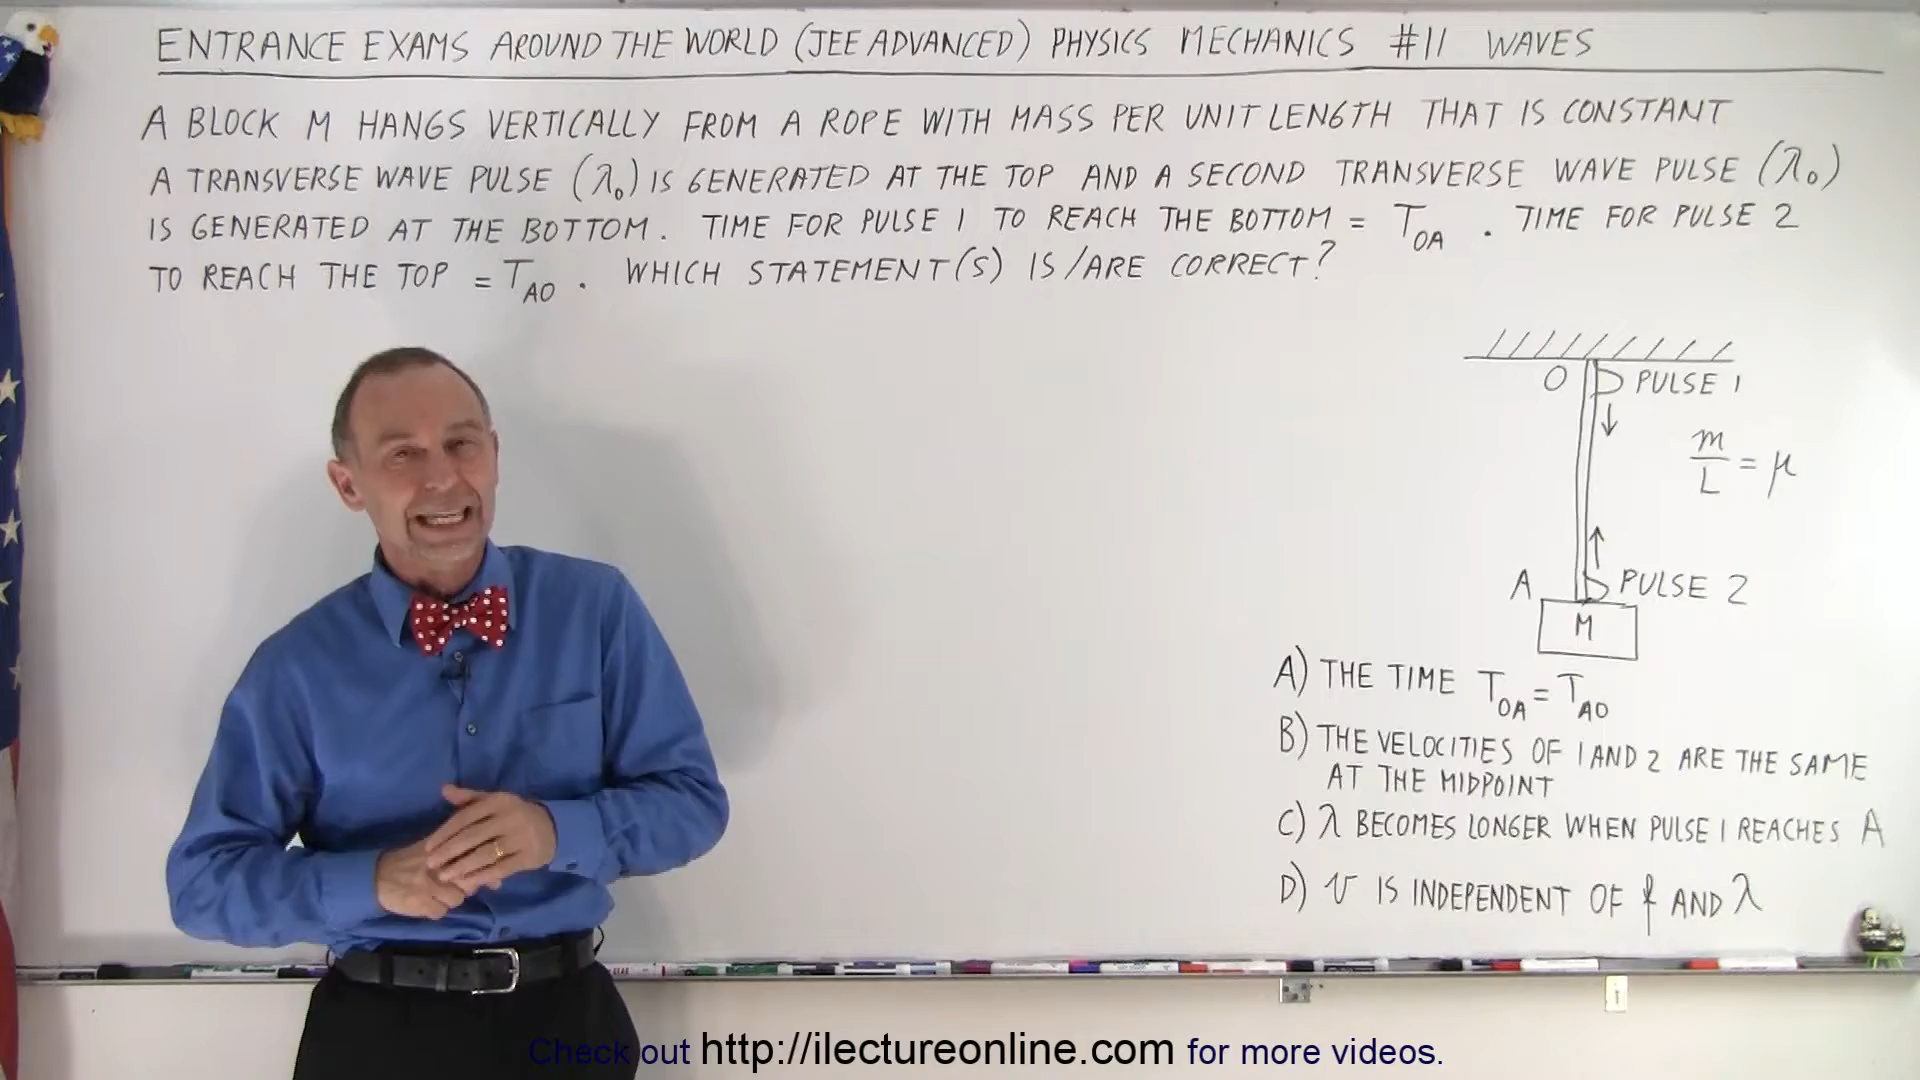 ENTRANCE EXAMS AROUND THE WORLD (JEE ADVANCED) PHYSICS MECHANICS #11 WAVES
A BLOCK M HANGS VERTICALLY FROM A ROPE WITH MASS PER UNIT LENGTH THAT IS CONSTANT
A TRANSVERSE WAVE PULSE (λ₀) IS GENERATED AT THE TOP AND A SECOND TRANSVERSE WAVE PULSE (λ₀)
IS GENERATED AT THE BOTTOM. TIME FOR PULSE 1 TO REACH THE BOTTOM = T_OA . TIME FOR PULSE 2
TO REACH THE TOP = T_AO . WHICH STATEMENT(S) IS/ARE CORRECT?
O PULSE 1
m/L = μ
A PULSE 2
M
A) THE TIME T_OA = T_AO
B) THE VELOCITIES OF 1 AND 2 ARE THE SAME
AT THE MIDPOINT
C) λ BECOMES LONGER WHEN PULSE 1 REACHES A
D) v IS INDEPENDENT OF f AND λ
Check out http://ilectureonline.com for more videos.